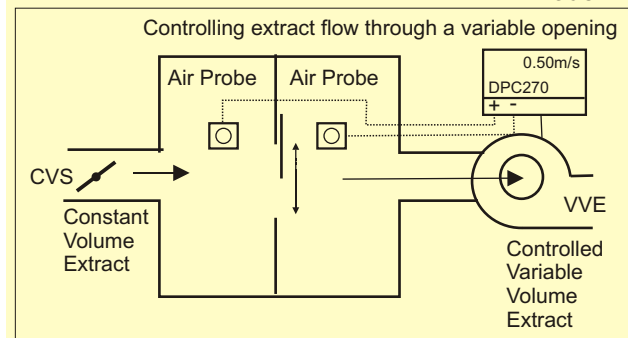 Controlling extract flow through a variable opening
Air Probe
Air Probe
0.50m/s
DPC270
+ -
CVS
Constant
Volume
Extract
VVE
Controlled
Variable
Volume
Extract